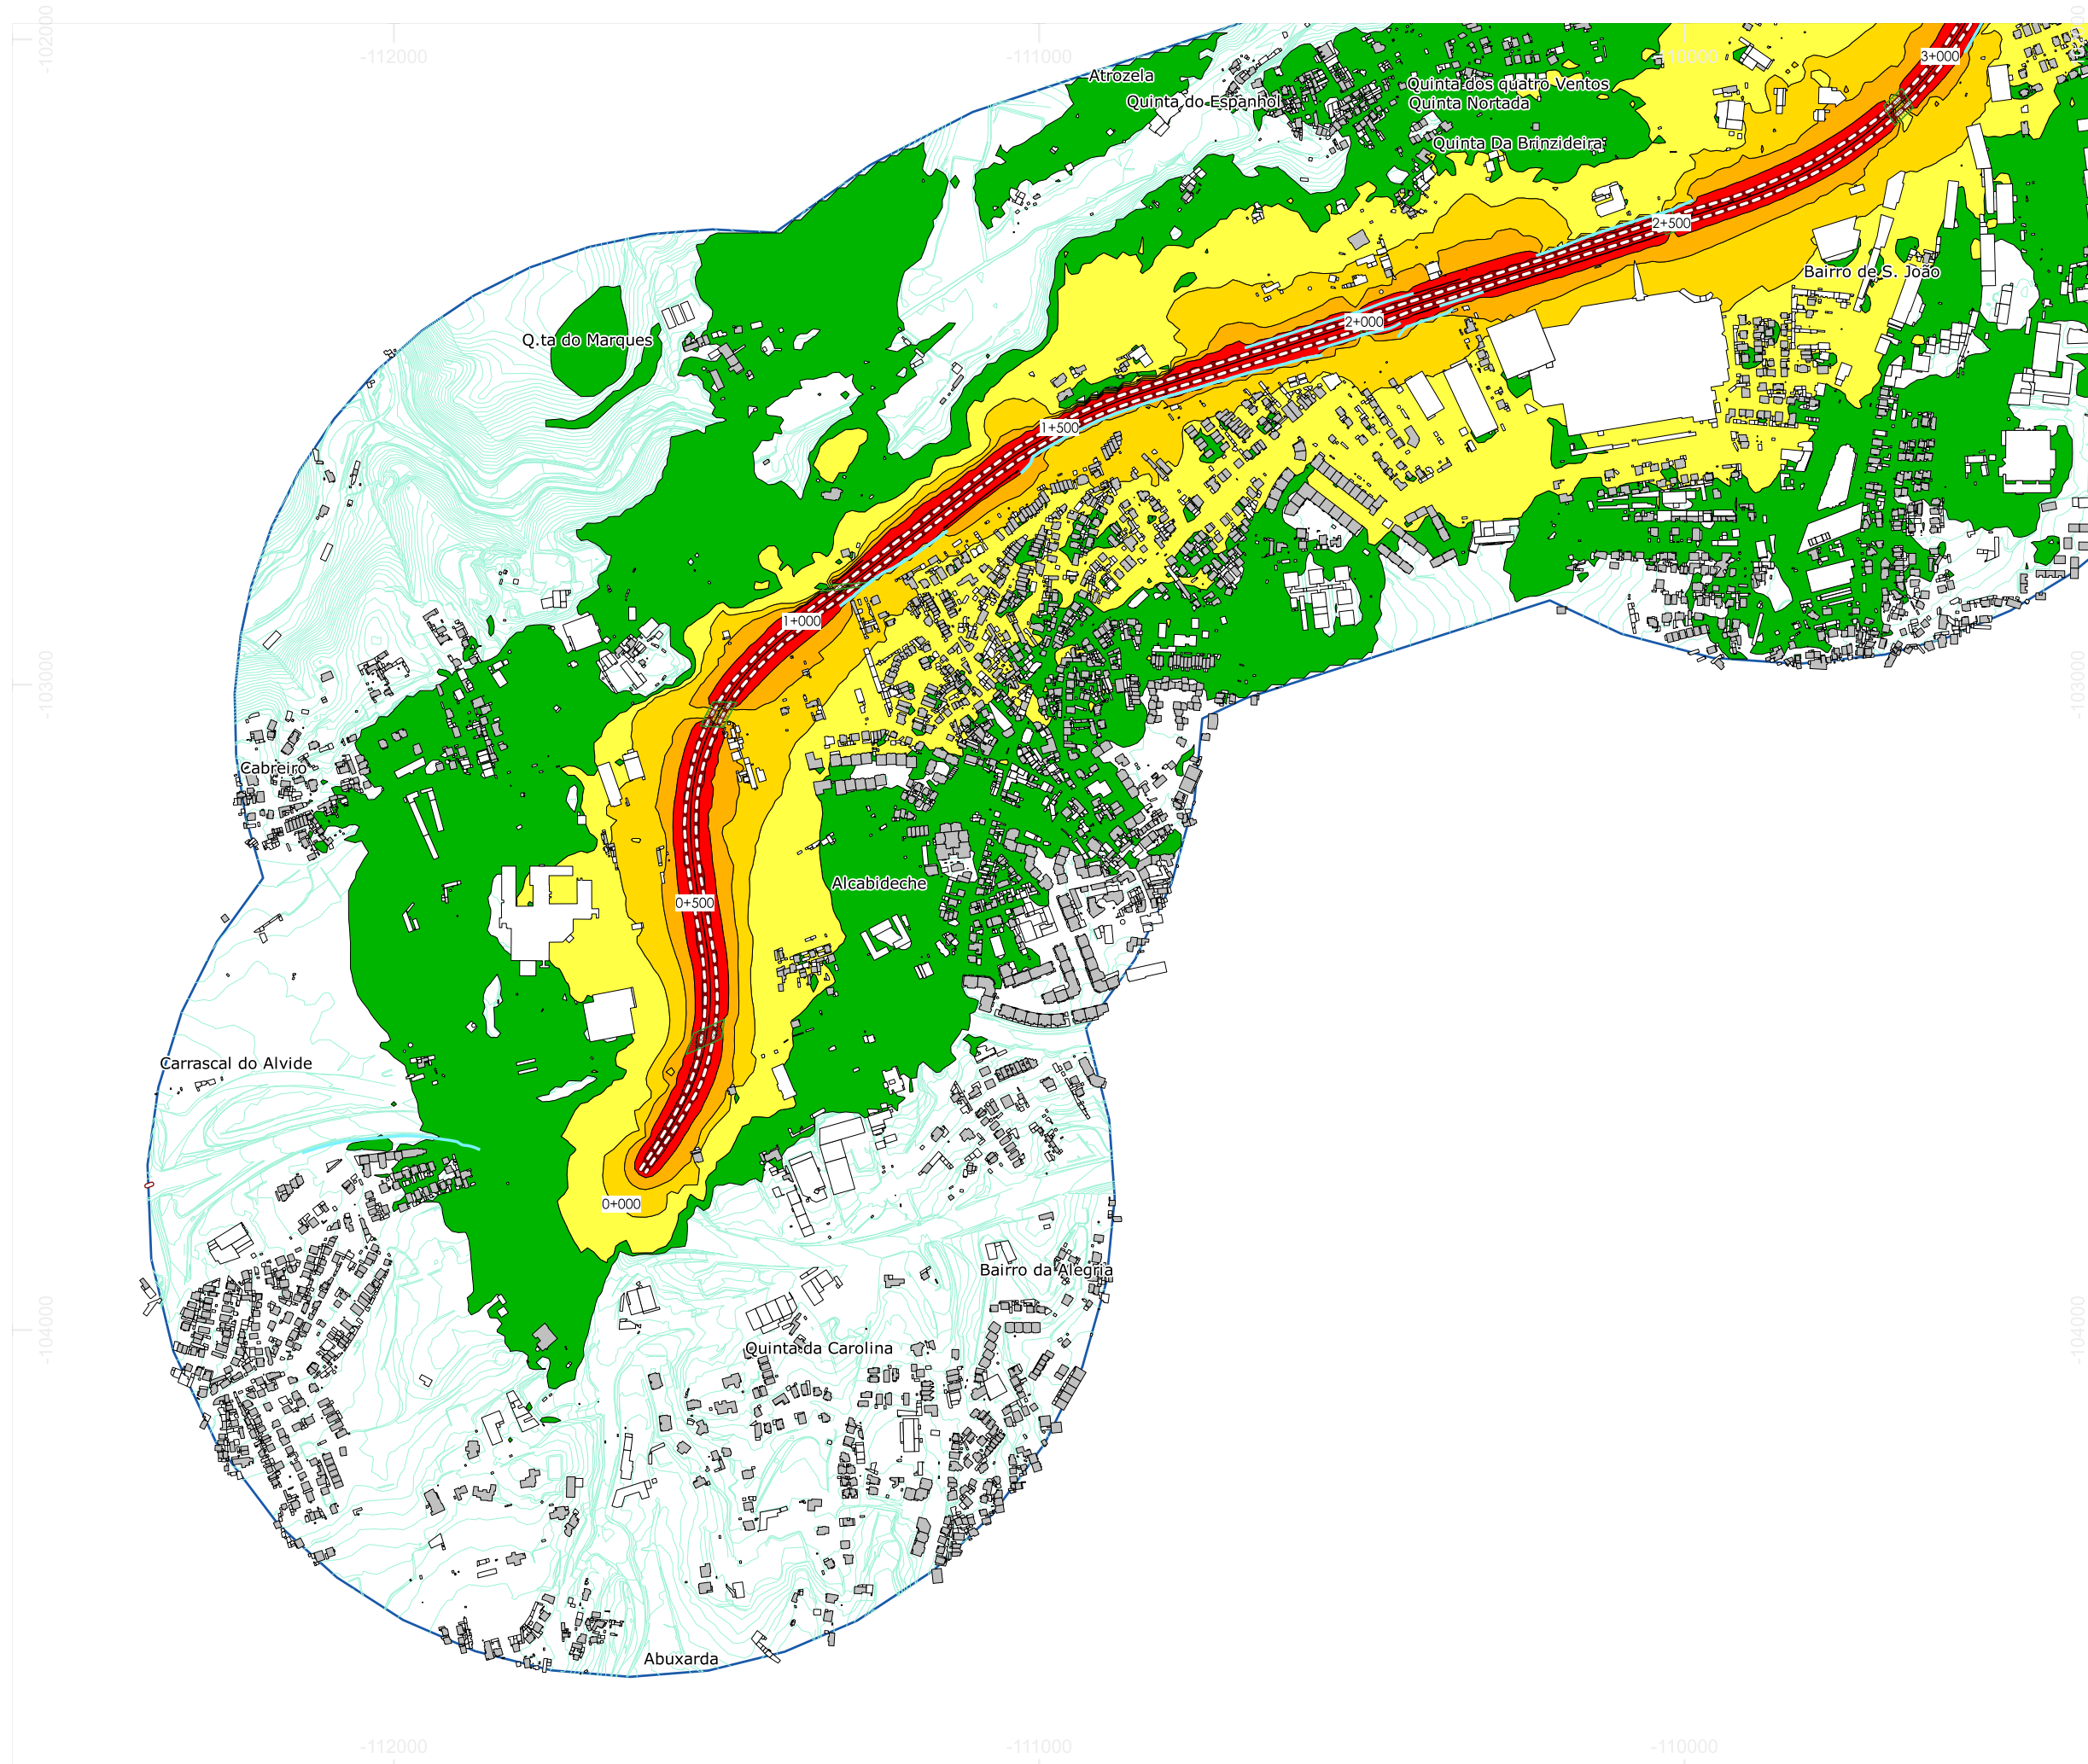 -102000
-112000
-111000
-110000
3+000
Atrozela
Quinta dos quatro Ventos
Quinta do Espanhol
Quinta Nortada
Quinta Da Brinzideira
2+500
Bairro de S. João
2+000
Q.ta do Marques
1+500
1+000
-103000
-103000
Cabreiro
Alcabideche
0+500
Carrascal do Alvide
0+000
Bairro da Alegria
-104000
-104000
Quinta da Carolina
Abuxarda
-112000
-111000
-110000